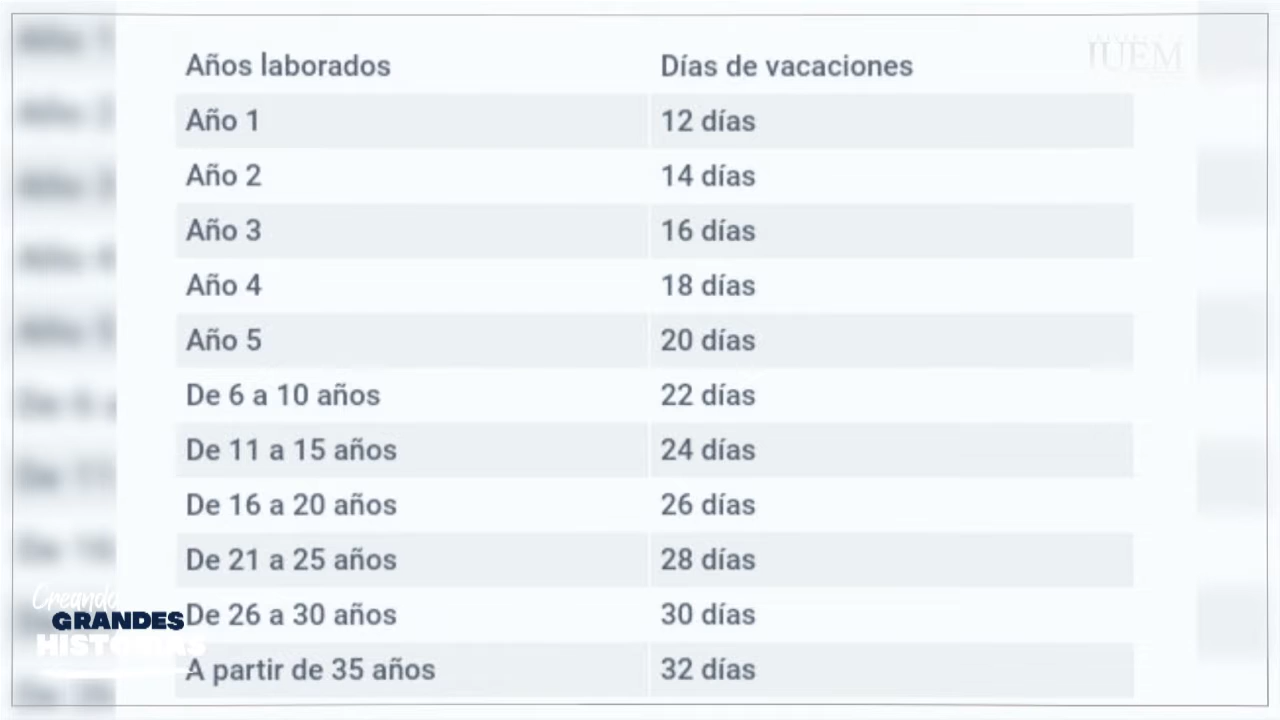 Años laborados Días de vacaciones
IUEM
Año 1 12 días
Año 2 14 días
Año 3 16 días
Año 4 18 días
Año 5 20 días
De 6 a 10 años 22 días
De 11 a 15 años 24 días
De 16 a 20 años 26 días
De 21 a 25 años 28 días
De 26 a 30 años 30 días
A partir de 35 años 32 días
Creando
GRANDES
HISTORIAS